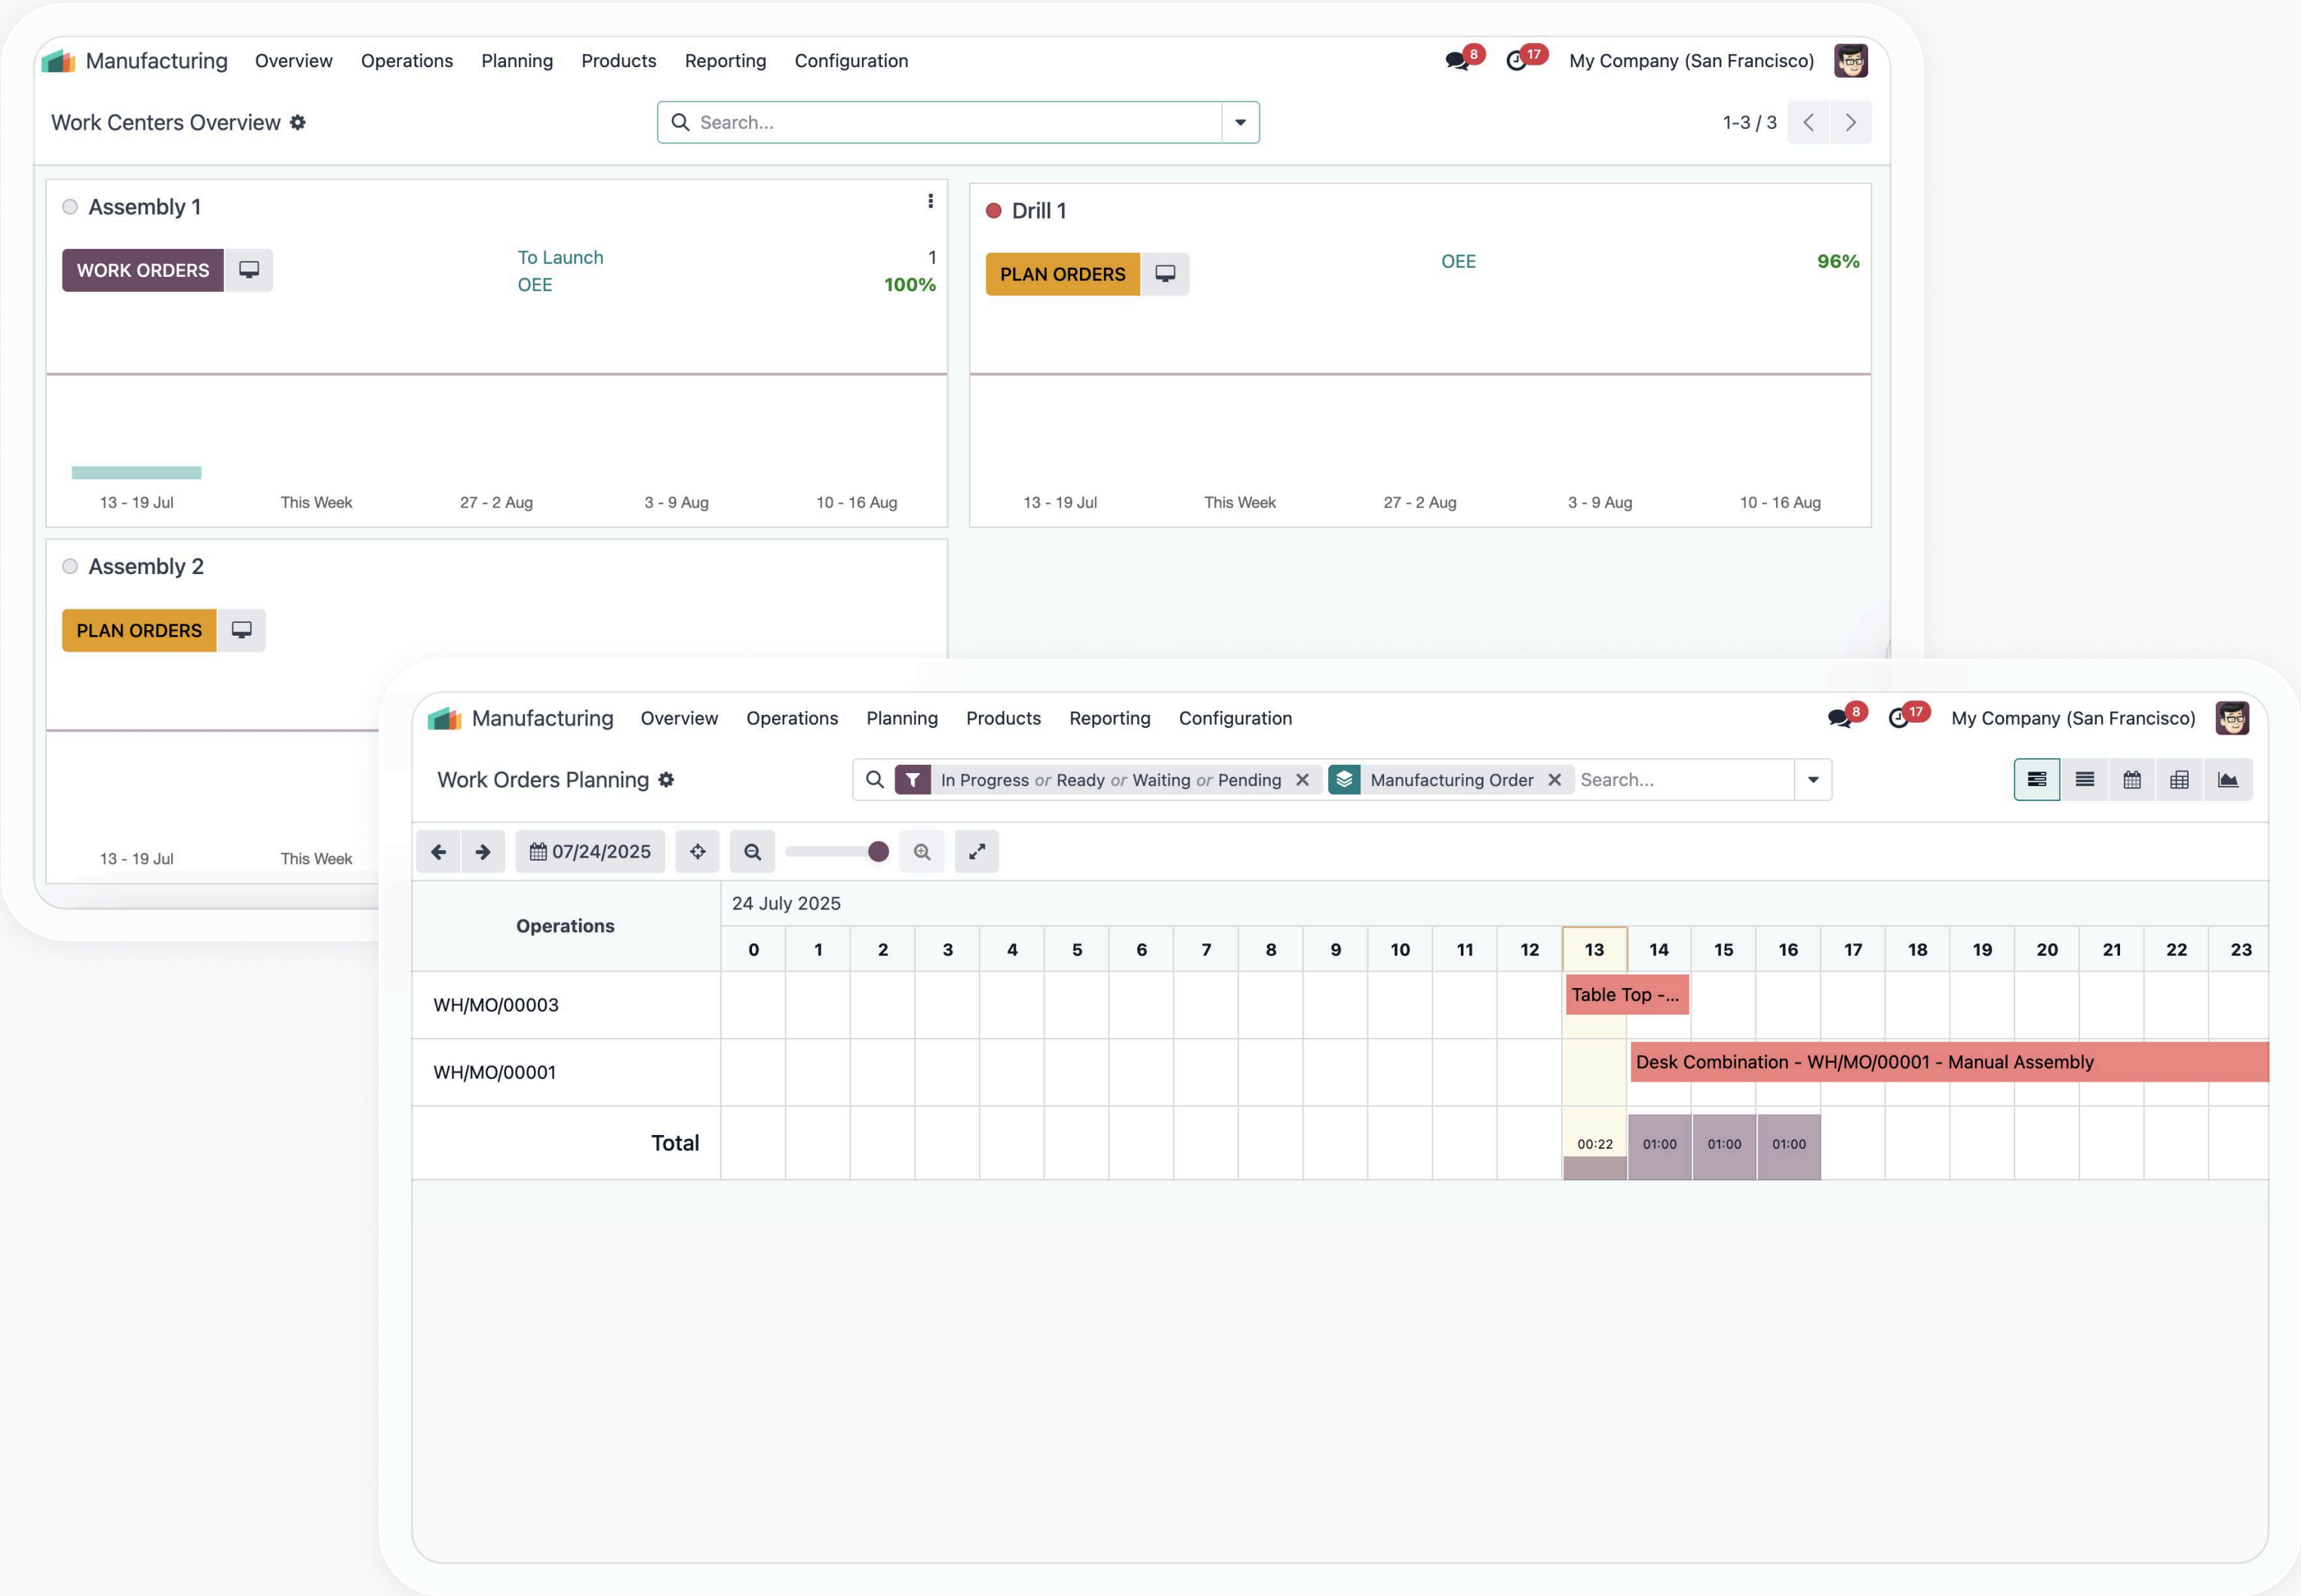 Manufacturing Overview Operations Planning Products Reporting Configuration 8 17 My Company (San Francisco)
Work Centers Overview Search... 1-3 / 3
Assembly 1
WORK ORDERS To Launch 1
OEE 100%
13 - 19 Jul This Week 27 - 2 Aug 3 - 9 Aug 10 - 16 Aug
Drill 1
PLAN ORDERS OEE 96%
13 - 19 Jul This Week 27 - 2 Aug 3 - 9 Aug 10 - 16 Aug
Assembly 2
PLAN ORDERS
13 - 19 Jul This Week
Manufacturing Overview Operations Planning Products Reporting Configuration 8 17 My Company (San Francisco)
Work Orders Planning In Progress or Ready or Waiting or Pending Manufacturing Order Search...
07/24/2025
Operations 24 July 2025
0 1 2 3 4 5 6 7 8 9 10 11 12 13 14 15 16 17 18 19 20 21 22 23
WH/MO/00003 Table Top -...
WH/MO/00001 Desk Combination - WH/MO/00001 - Manual Assembly
Total 00:22 01:00 01:00 01:00